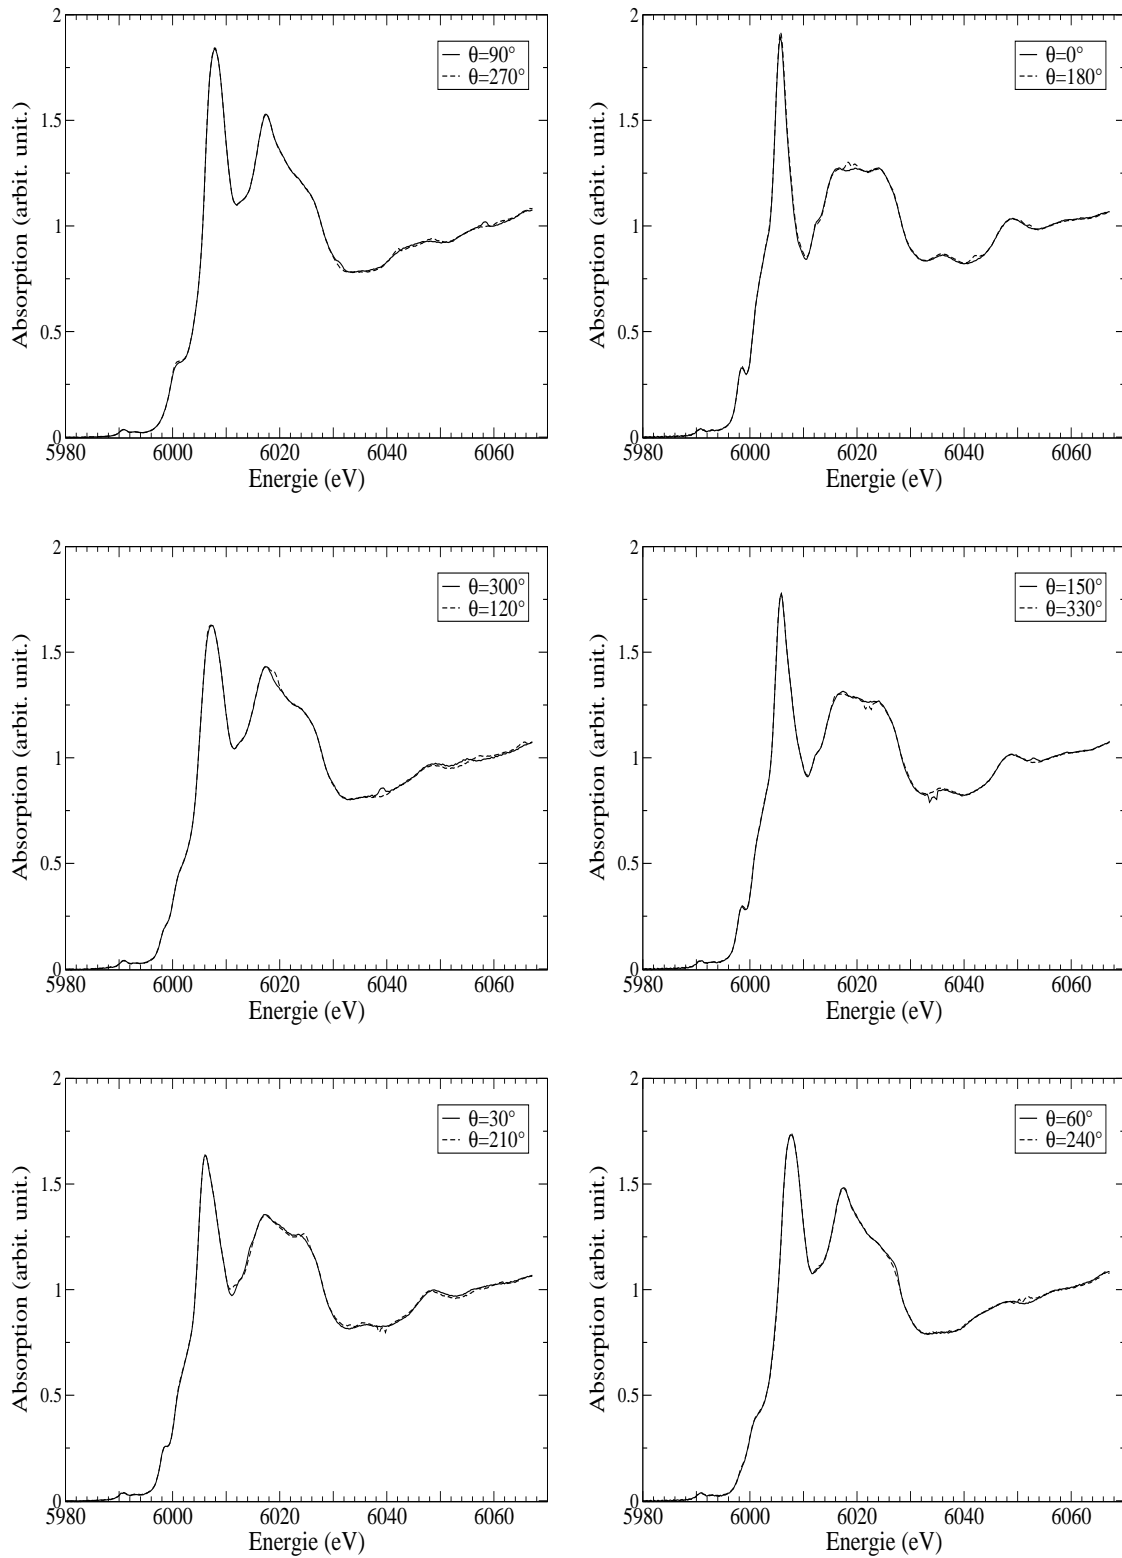 2
1.5
1
0.5
0
Absorption (arbit. unit.)
θ=90°
θ=270°
5980 6000 6020 6040 6060
Energie (eV)
2
1.5
1
0.5
0
Absorption (arbit. unit.)
θ=0°
θ=180°
5980 6000 6020 6040 6060
Energie (eV)
2
1.5
1
0.5
0
Absorption (arbit. unit.)
θ=300°
θ=120°
5980 6000 6020 6040 6060
Energie (eV)
2
1.5
1
0.5
0
Absorption (arbit. unit.)
θ=150°
θ=330°
5980 6000 6020 6040 6060
Energie (eV)
2
1.5
1
0.5
0
Absorption (arbit. unit.)
θ=30°
θ=210°
5980 6000 6020 6040 6060
Energie (eV)
2
1.5
1
0.5
0
Absorption (arbit. unit.)
θ=60°
θ=240°
5980 6000 6020 6040 6060
Energie (eV)